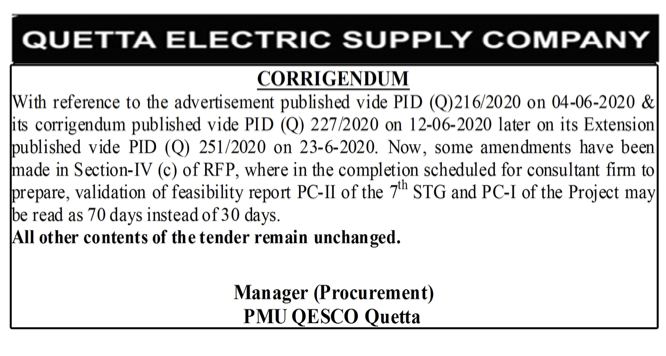 QUETTA ELECTRIC SUPPLY COMPANY
CORRIGENDUM
With reference to the advertisement published vide PID (Q)216/2020 on 04-06-2020 &
its corrigendum published vide PID (Q) 227/2020 on 12-06-2020 later on its Extension
published vide PID (Q) 251/2020 on 23-6-2020. Now, some amendments have been
made in Section-IV (c) of RFP, where in the completion scheduled for consultant firm to
prepare, validation of feasibility report PC-II of the 7th STG and PC-I of the Project may
be read as 70 days instead of 30 days.
All other contents of the tender remain unchanged.
Manager (Procurement)
PMU QESCO Quetta